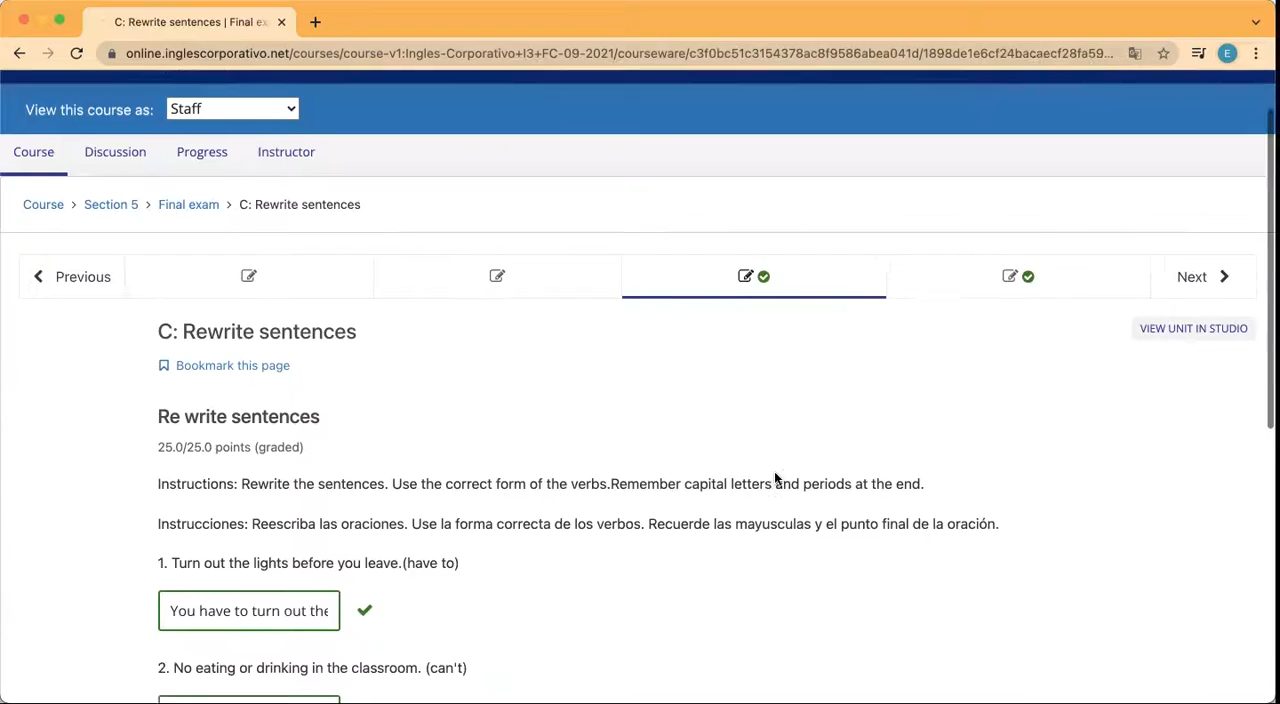 C: Rewrite sentences | Final ex
online.inglescorporativo.net/courses/course-v1:Ingles-Corporativo+I3+FC-09-2021/courseware/c3f0bc51c3154378ac8f9586abea041d/1898de1e6cf24bacaecf28fa59...
E
View this course as: Staff
Course Discussion Progress Instructor
Course > Section 5 > Final exam > C: Rewrite sentences
Previous Next
C: Rewrite sentences
VIEW UNIT IN STUDIO
Bookmark this page
Re write sentences
25.0/25.0 points (graded)
Instructions: Rewrite the sentences. Use the correct form of the verbs.Remember capital letters and periods at the end.
Instrucciones: Reescriba las oraciones. Use la forma correcta de los verbos. Recuerde las mayusculas y el punto final de la oración.
1. Turn out the lights before you leave.(have to)
You have to turn out the
2. No eating or drinking in the classroom. (can't)